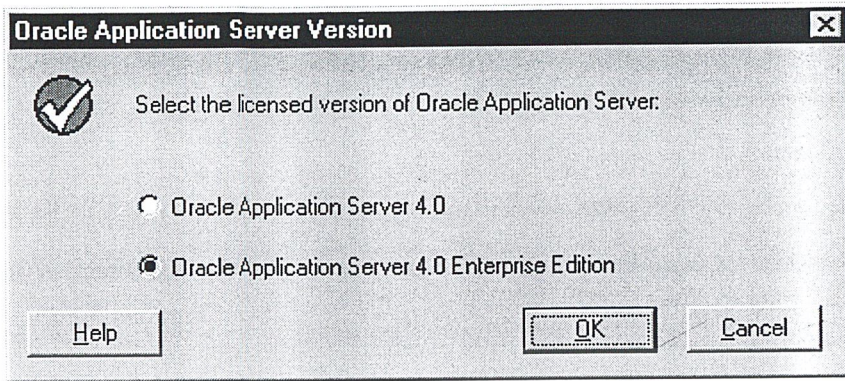 Oracle Application Server Version
Select the licensed version of Oracle Application Server:
Oracle Application Server 4.0
Oracle Application Server 4.0 Enterprise Edition
Help
OK
Cancel